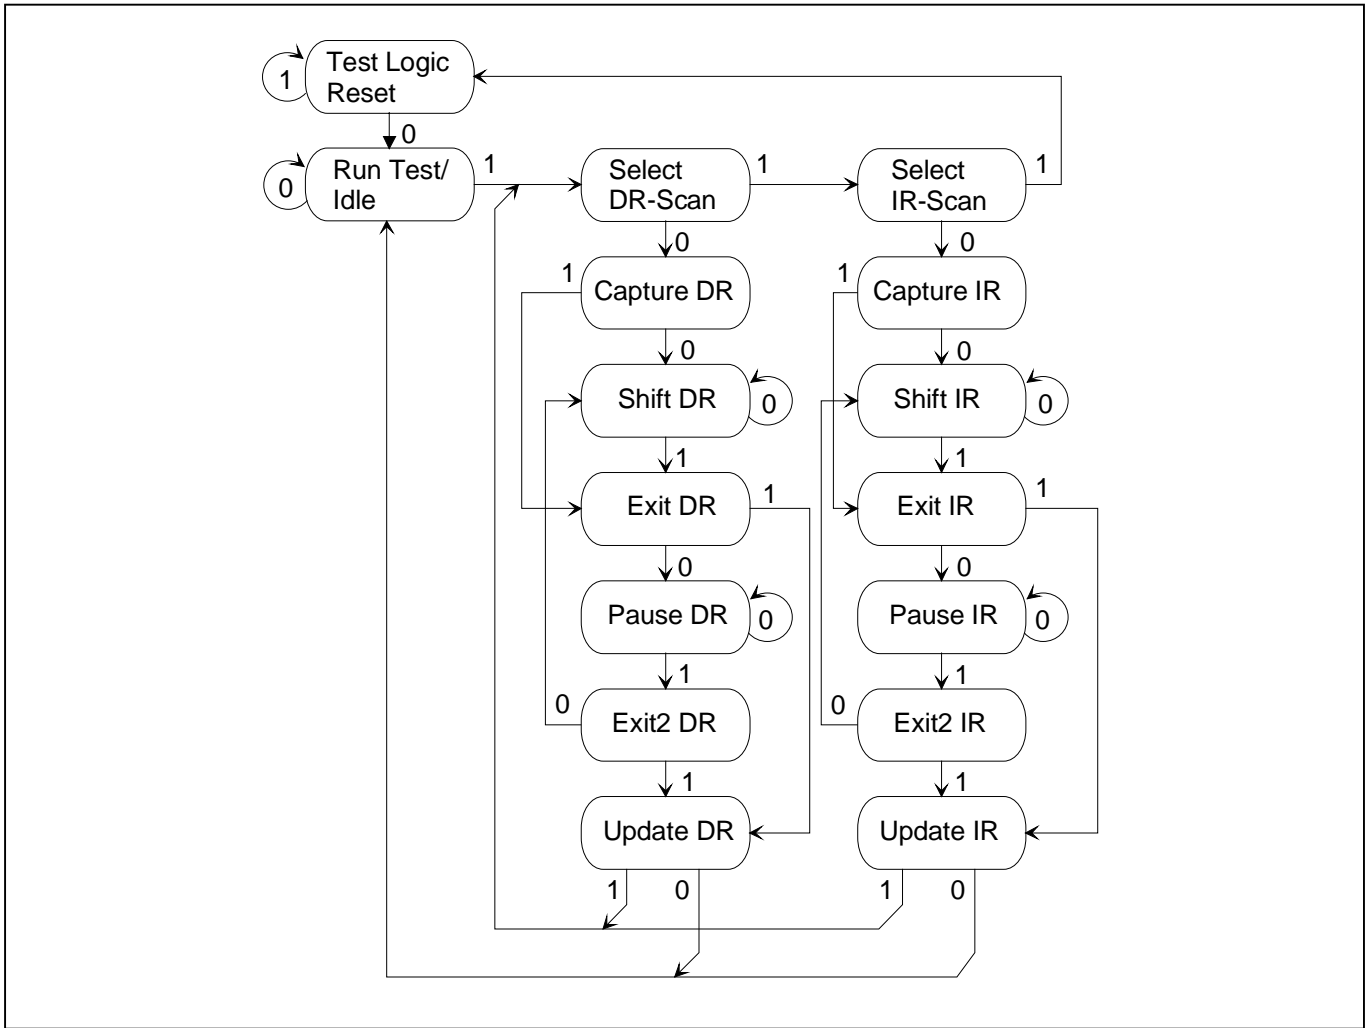 Test Logic
Reset
1
0
Run Test/
Idle
0
1
Select
DR-Scan
1
Select
IR-Scan
1
0
0
1
Capture DR
1
Capture IR
0
0
Shift DR
0
Shift IR
0
1
1
Exit DR
1
Exit IR
1
0
0
Pause DR
0
Pause IR
0
1
1
0
Exit2 DR
0
Exit2 IR
1
1
Update DR
Update IR
1
0
1
0